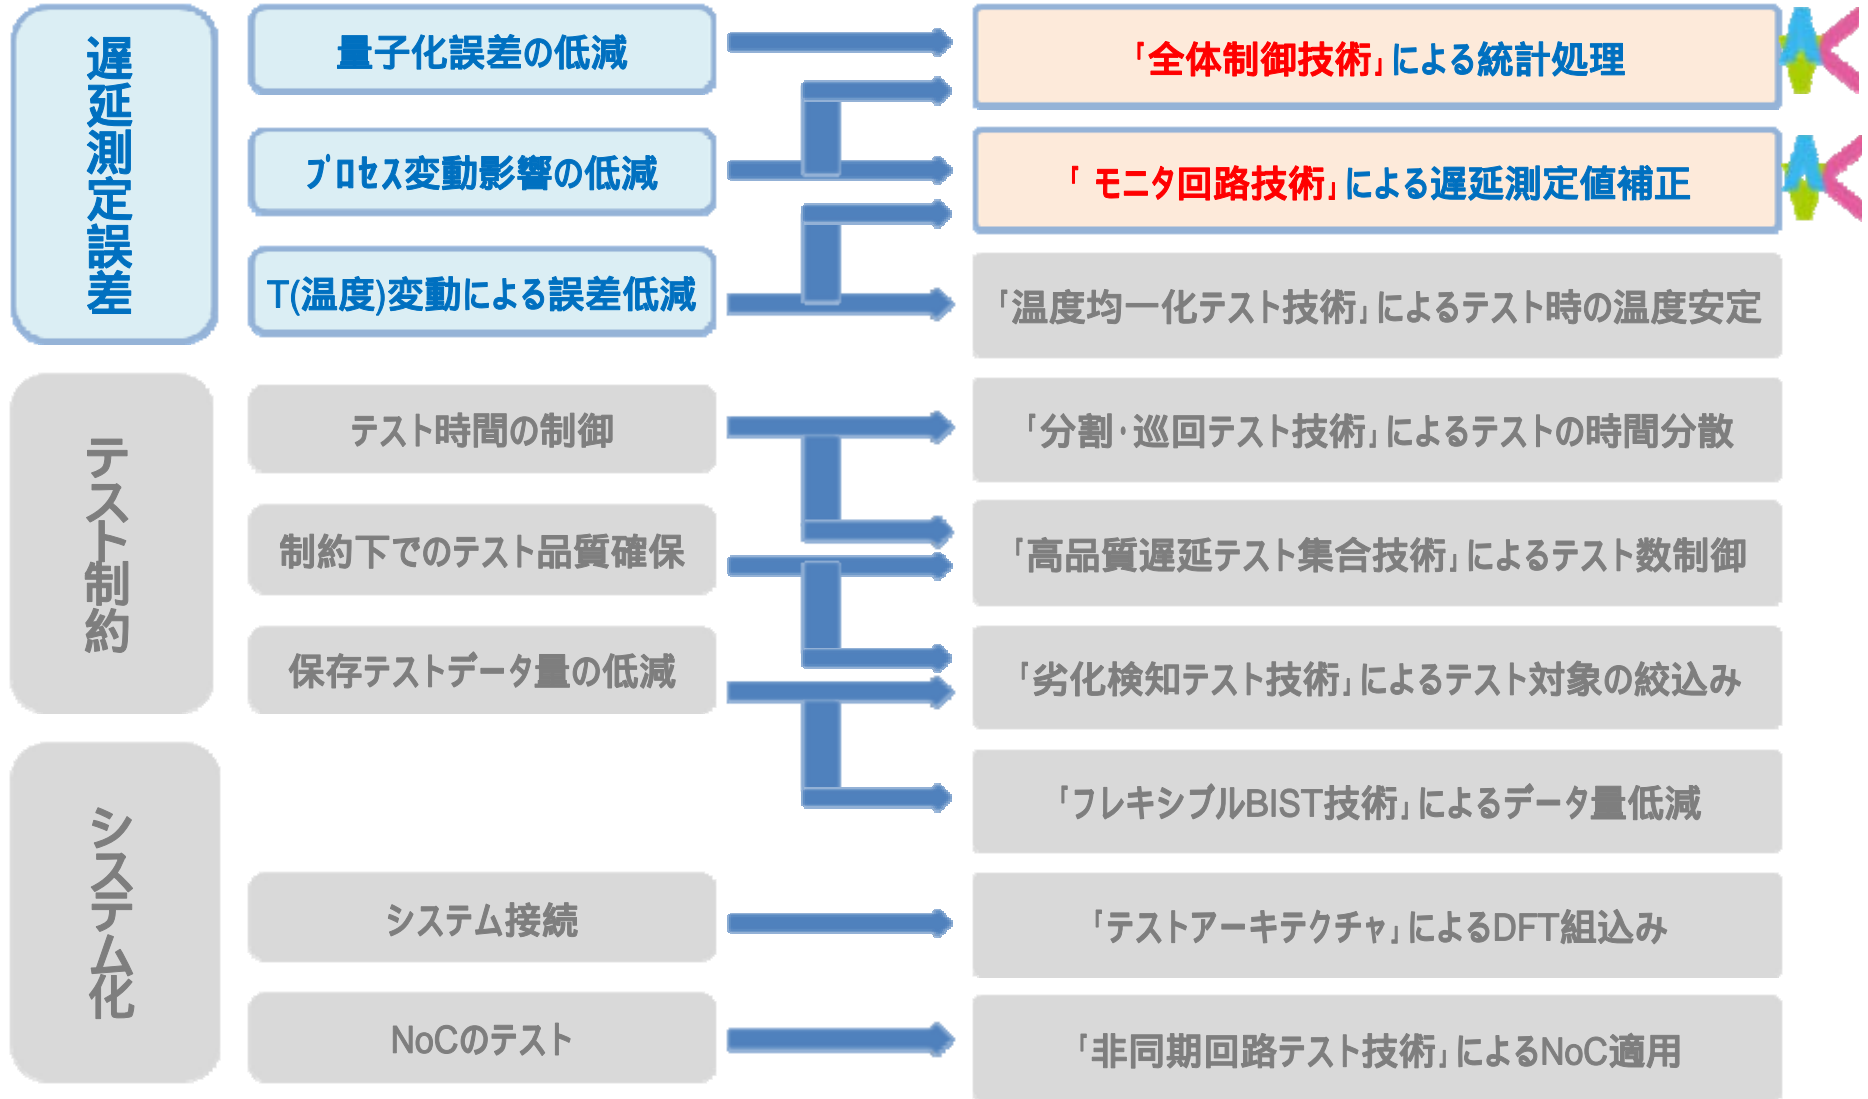 遅延測定誤差
量子化誤差の低減
「全体制御技術」による統計処理
プロセス変動影響の低減
「 モニタ回路技術」による遅延測定値補正
T(温度)変動による誤差低減
「温度均一化テスト技術」によるテスト時の温度安定
テスト制約
テスト時間の制御
「分割・巡回テスト技術」によるテストの時間分散
制約下でのテスト品質確保
「高品質遅延テスト集合技術」によるテスト数制御
保存テストデータ量の低減
「劣化検知テスト技術」によるテスト対象の絞込み
システム化
「フレキシブルBIST技術」によるデータ量低減
システム接続
「テストアーキテクチャ」によるDFT組込み
NoCのテスト
「非同期回路テスト技術」によるNoC適用